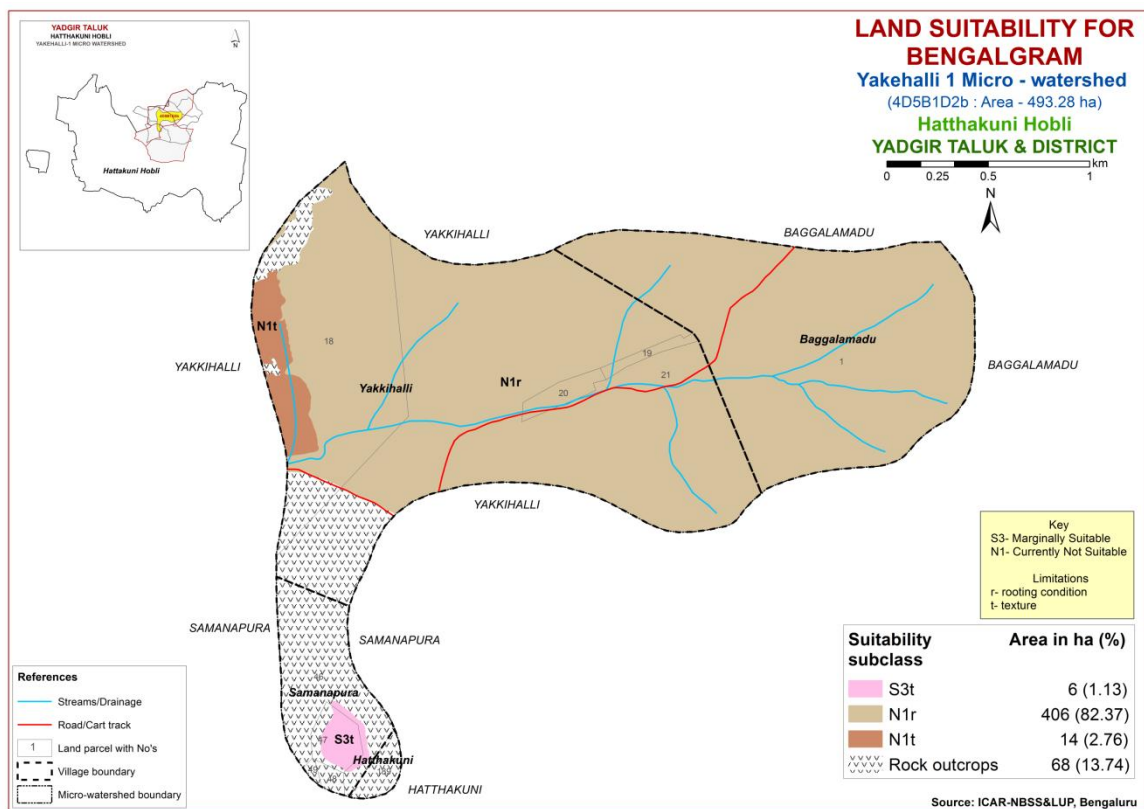 YADGIR TALUK
HATTHAKUNI HOBLI
YAKEHALLI-1 MICRO WATERSHED
N
Hattakuni Hobli
LAND SUITABILITY FOR
BENGALGRAM
Yakehalli 1 Micro - watershed
(4D5B1D2b : Area - 493.28 ha)
Hatthakuni Hobli
YADGIR TALUK & DISTRICT
km
0 0.25 0.5 1
N
YAKKIHALLI
BAGGALAMADU
N1t
18
YAKKIHALLI
Yakkihalli
N1r
19
20
21
Baggalamadu
1
BAGGALAMADU
YAKKIHALLI
SAMANAPURA
SAMANAPURA
Samanapura
47
S3t
Hatthakuni
49
48
HATTHAKUNI
Key
S3- Marginally Suitable
N1- Currently Not Suitable
Limitations
r- rooting condition
t- texture
Suitability subclass Area in ha (%)
S3t 6 (1.13)
N1r 406 (82.37)
N1t 14 (2.76)
Rock outcrops 68 (13.74)
References
Streams/Drainage
Road/Cart track
1 Land parcel with No's
Village boundary
Micro-watershed boundary
Source: ICAR-NBSS&LUP, Bengaluru